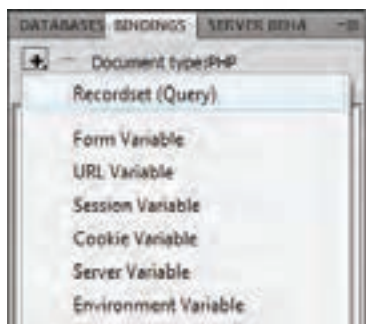 DATABASES BINDINGS SERVER BEHA
Document type:PHP
Recordset (Query)
Form Variable
URL Variable
Session Variable
Cookie Variable
Server Variable
Environment Variable